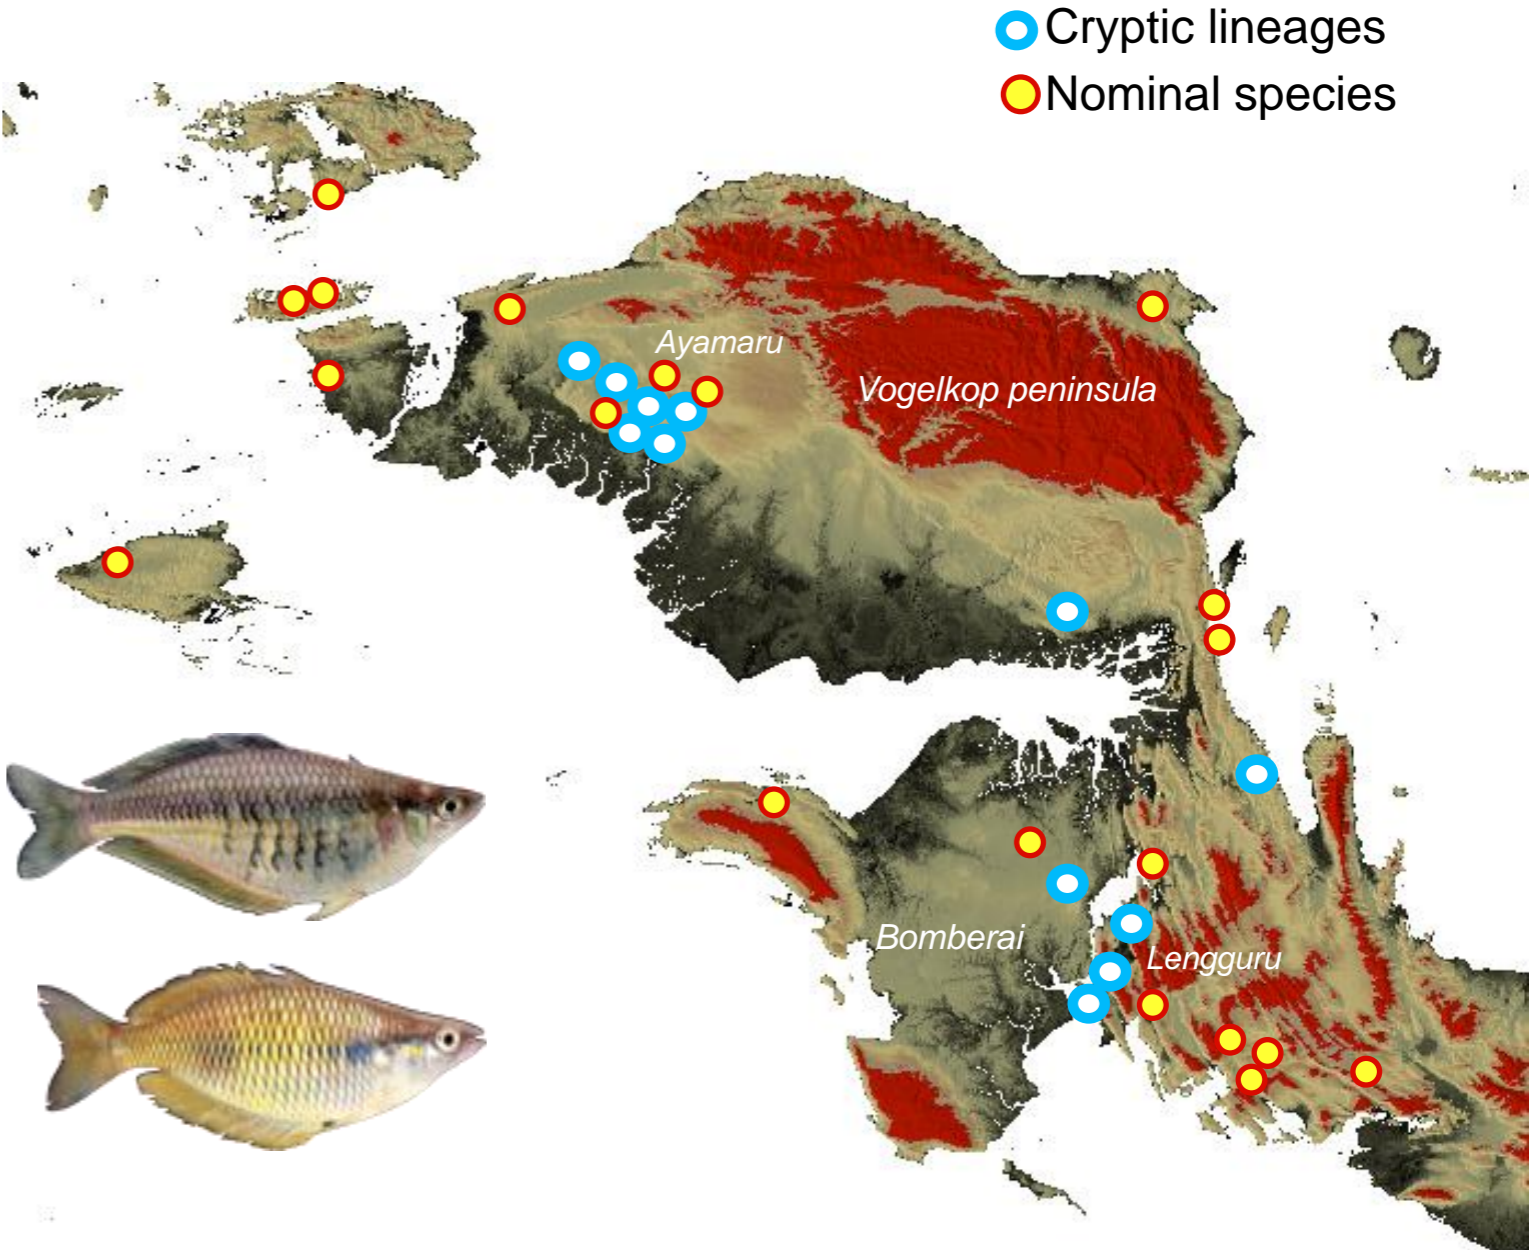 Cryptic lineages
Nominal species
Ayamaru
Vogelkop peninsula
Bomberai
Lengguru